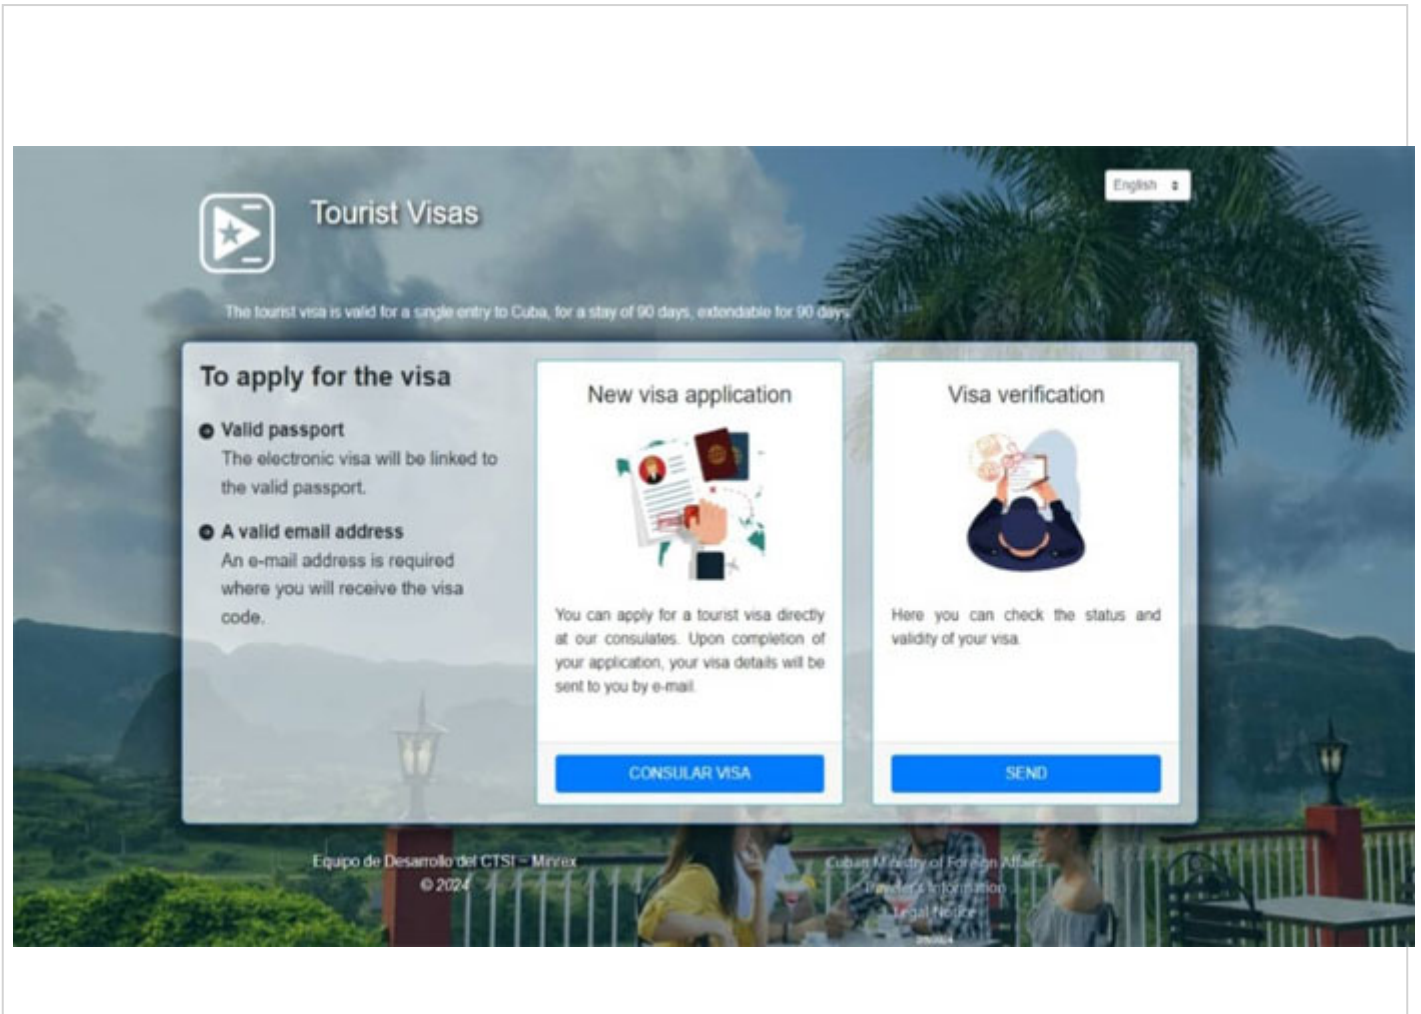 Tourist Visas
English
The tourist visa is valid for a single entry to Cuba, for a stay of 90 days, extendable for 90 days.
To apply for the visa
Valid passport
The electronic visa will be linked to
the valid passport.
A valid email address
An e-mail address is required
where you will receive the visa
code.
New visa application
You can apply for a tourist visa directly
at our consulates. Upon completion of
your application, your visa details will be
sent to you by e-mail.
CONSULAR VISA
Visa verification
Here you can check the status and
validity of your visa.
SEND
Equipo de Desarrollo del CTSI – Minrex
© 2024
Cuban Ministry of Foreign Affairs
Traveler's Information
Legal Notice